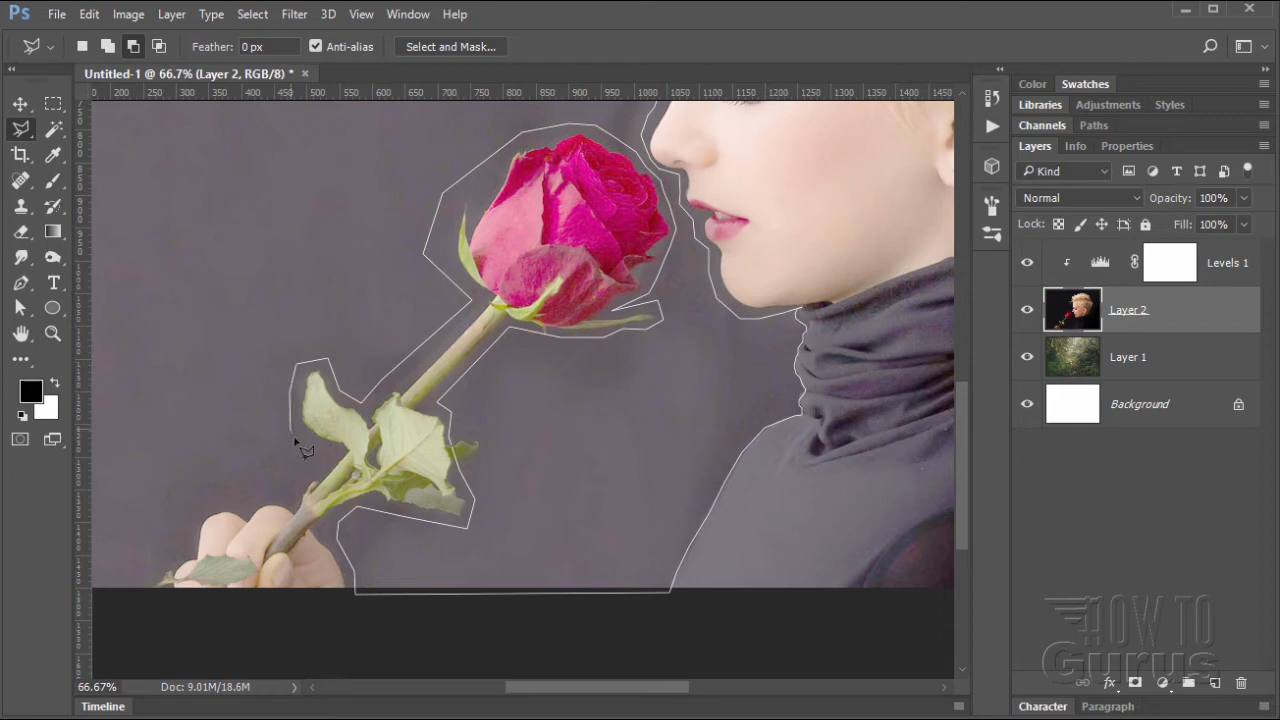 Ps File Edit Image Layer Type Select Filter 3D View Window Help
Feather: 0 px Anti-alias Select and Mask...
Untitled-1 @ 66.7% (Layer 2, RGB/8) *
0 200 250 300 350 400 450 500 550 600 650 700 750 800 850 900 950 1000 1050 1100 1150 1200 1250 1300 1350 1400 1450
Color Swatches
Libraries Adjustments Styles
Channels Paths
Layers Info Properties
Kind
Normal Opacity: 100%
Lock: Fill: 100%
Levels 1
Layer 2
Layer 1
Background
HOW TO
Gurus
fx
66.67% Doc: 9.01M/18.6M
Timeline
Character Paragraph